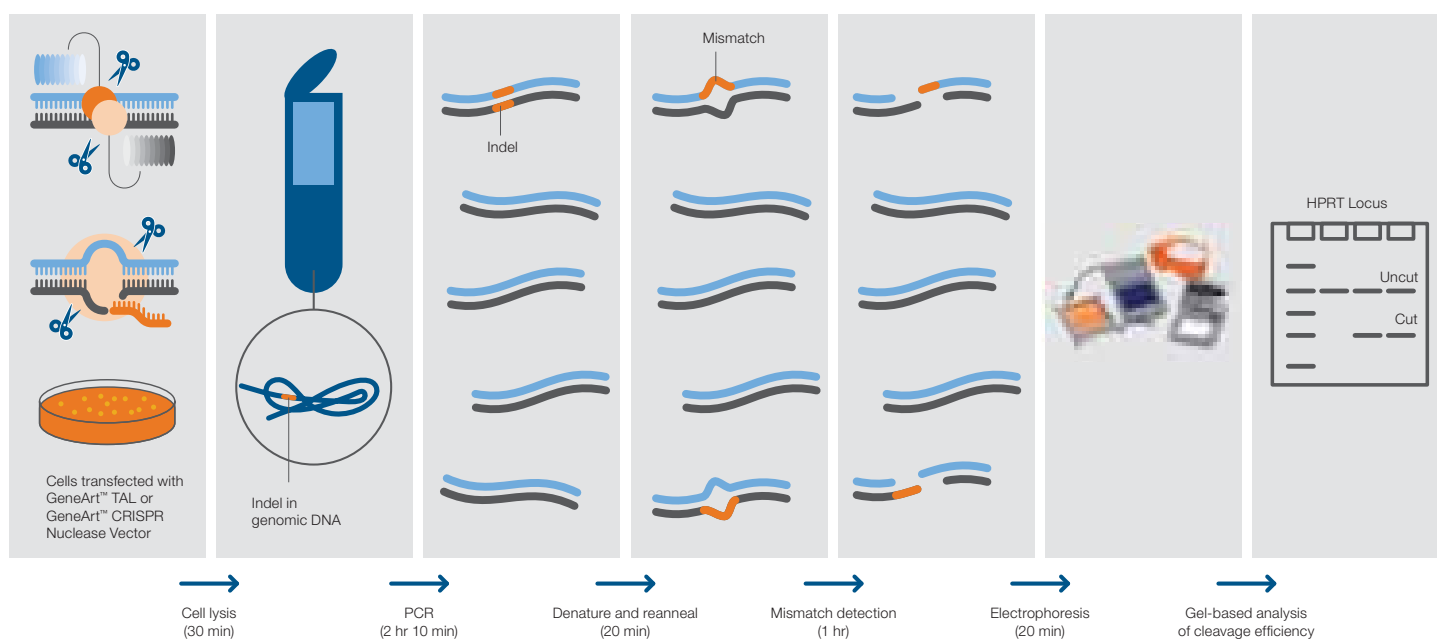 Cells transfected with
GeneArt™ TAL or
GeneArt™ CRISPR
Nuclease Vector
Indel in
genomic DNA
Indel
Mismatch
HPRT Locus
Uncut
Cut
Cell lysis
(30 min)
PCR
(2 hr 10 min)
Denature and reanneal
(20 min)
Mismatch detection
(1 hr)
Electrophoresis
(20 min)
Gel-based analysis
of cleavage efficiency